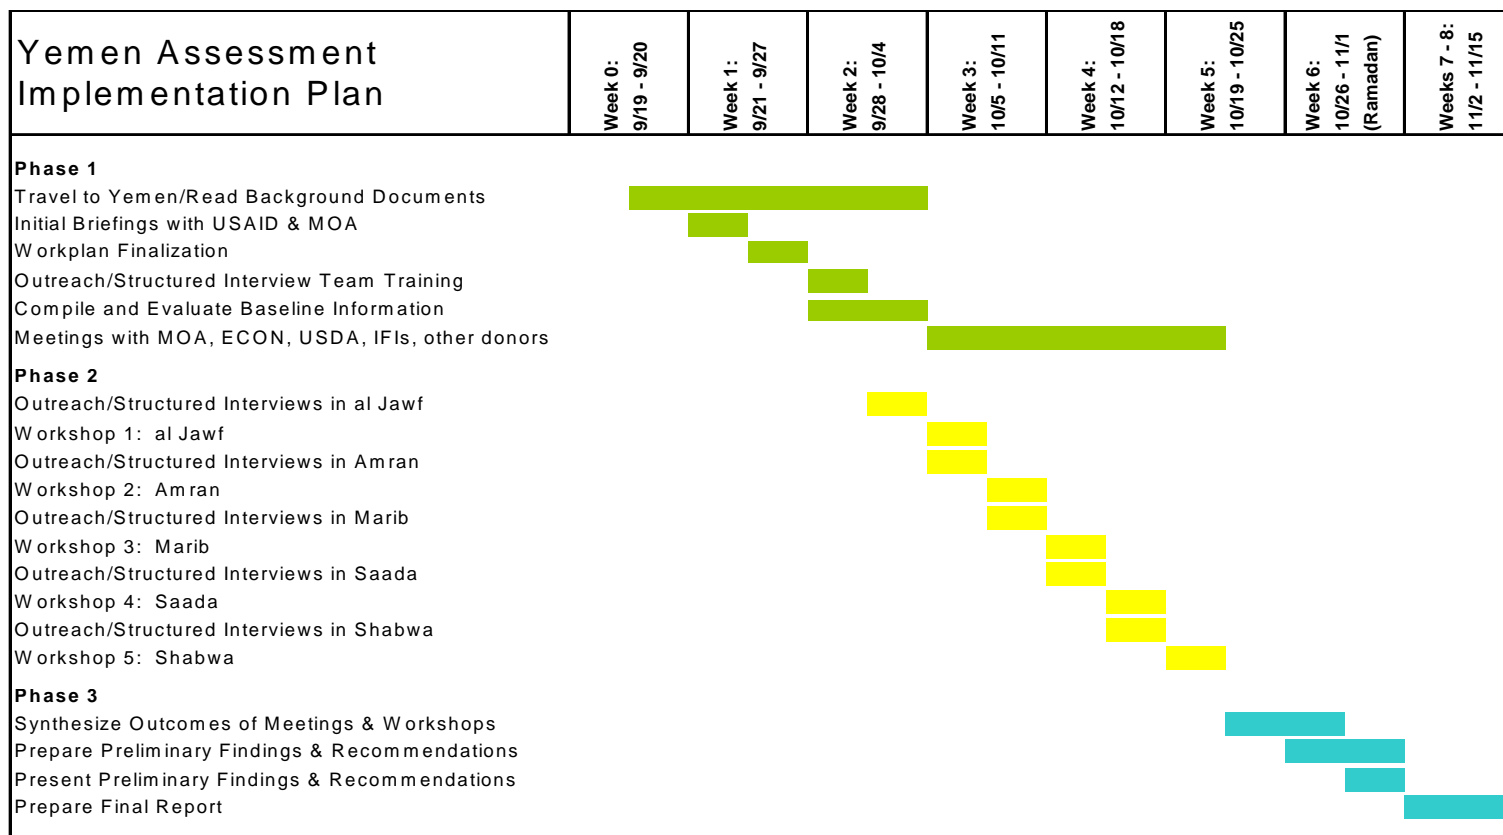 Yemen Assessment
Implementation Plan
Week 0:
9/19 - 9/20
Week 1:
9/21 - 9/27
Week 2:
9/28 - 10/4
Week 3:
10/5 - 10/11
Week 4:
10/12 - 10/18
Week 5:
10/19 - 10/25
Week 6:
10/26 - 11/1
(Ramadan)
Weeks 7 - 8:
11/2 - 11/15
Phase 1
Travel to Yemen/Read Background Documents
Initial Briefings with USAID & MOA
Workplan Finalization
Outreach/Structured Interview Team Training
Compile and Evaluate Baseline Information
Meetings with MOA, ECON, USDA, IFIs, other donors
Phase 2
Outreach/Structured Interviews in al Jawf
Workshop 1: al Jawf
Outreach/Structured Interviews in Amran
Workshop 2: Amran
Outreach/Structured Interviews in Marib
Workshop 3: Marib
Outreach/Structured Interviews in Saada
Workshop 4: Saada
Outreach/Structured Interviews in Shabwa
Workshop 5: Shabwa
Phase 3
Synthesize Outcomes of Meetings & Workshops
Prepare Preliminary Findings & Recommendations
Present Preliminary Findings & Recommendations
Prepare Final Report